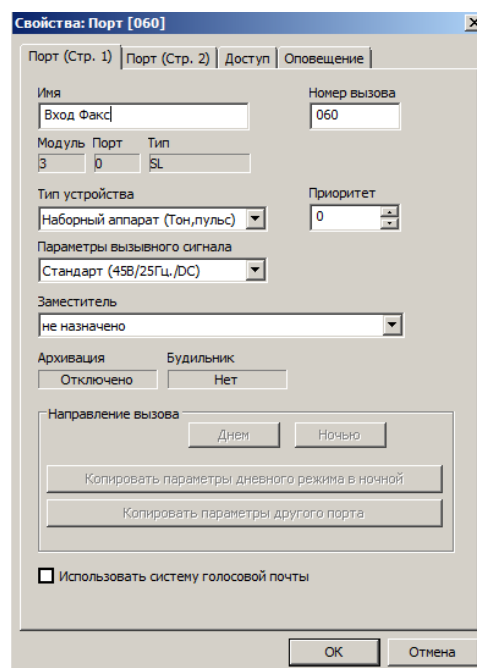 Свойства: Порт [060]
Порт (Стр. 1) Порт (Стр. 2) Доступ Оповещение
Имя Номер вызова
Вход Факс 060
Модуль Порт Тип
3 0 SL
Тип устройства Приоритет
Наборный аппарат (Тон,пульс) 0
Параметры вызывного сигнала
Стандарт (45В/25Гц./DC)
Заместитель
не назначено
Архивация Будильник
Отключено Нет
Направление вызова
Днем Ночью
Копировать параметры дневного режима в ночной
Копировать параметры другого порта
Использовать систему голосовой почты
OK Отмена